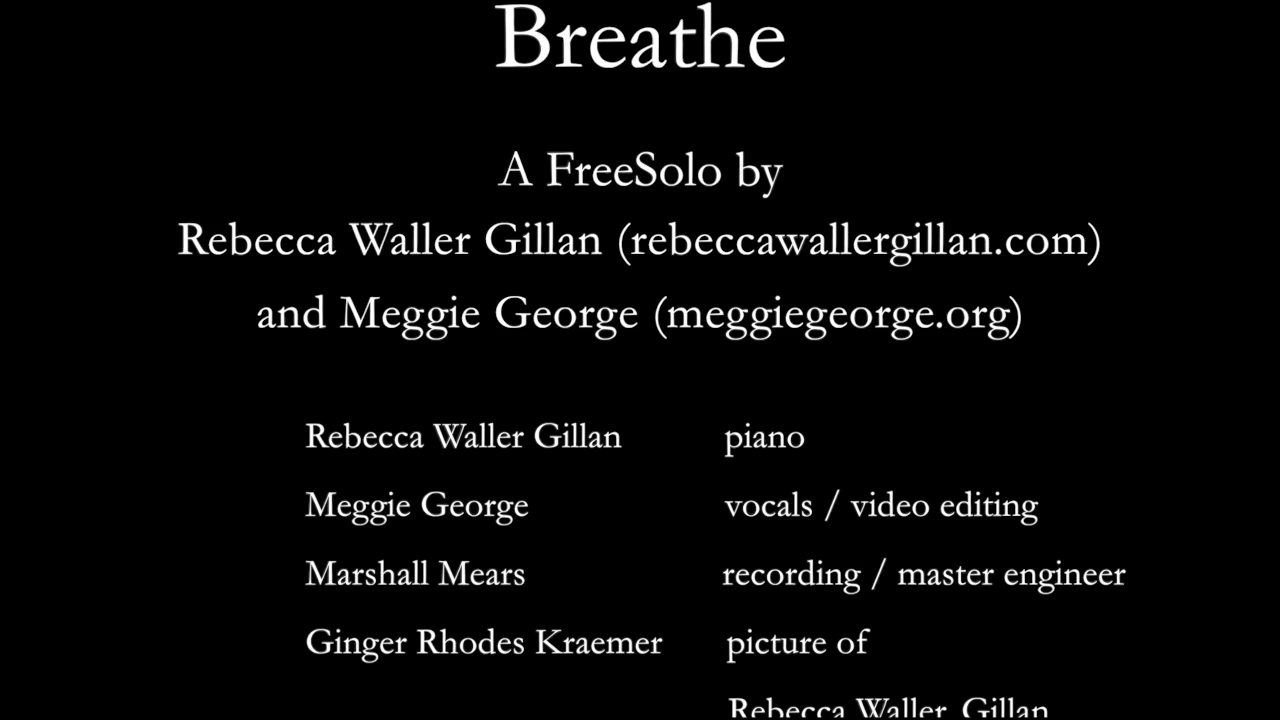 Breathe
A FreeSolo by
Rebecca Waller Gillan (rebeccawallergillan.com)
and Meggie George (meggiegeorge.org)
Rebecca Waller Gillan piano
Meggie George vocals / video editing
Marshall Mears recording / master engineer
Ginger Rhodes Kraemer picture of
Rebecca Waller Gillan